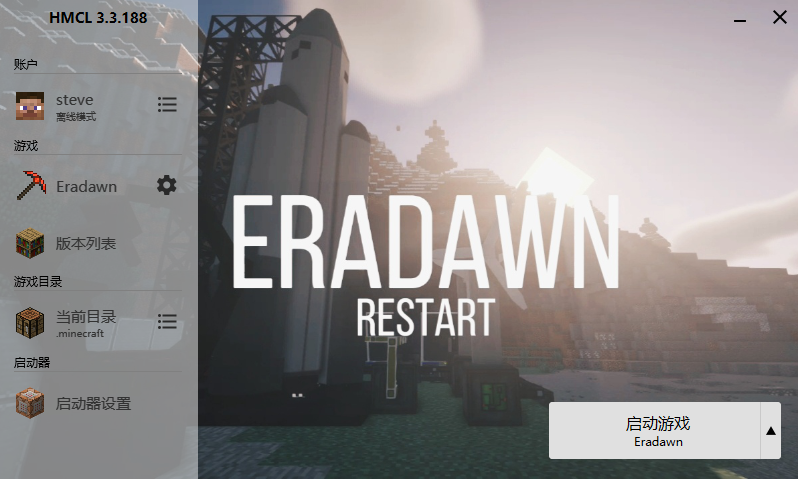 HMCL 3.3.188
账户
steve
离线模式
游戏
Eradawn
版本列表
游戏目录
当前目录
.minecraft
启动器
启动器设置
ERADAWN
RESTART
启动游戏
Eradawn